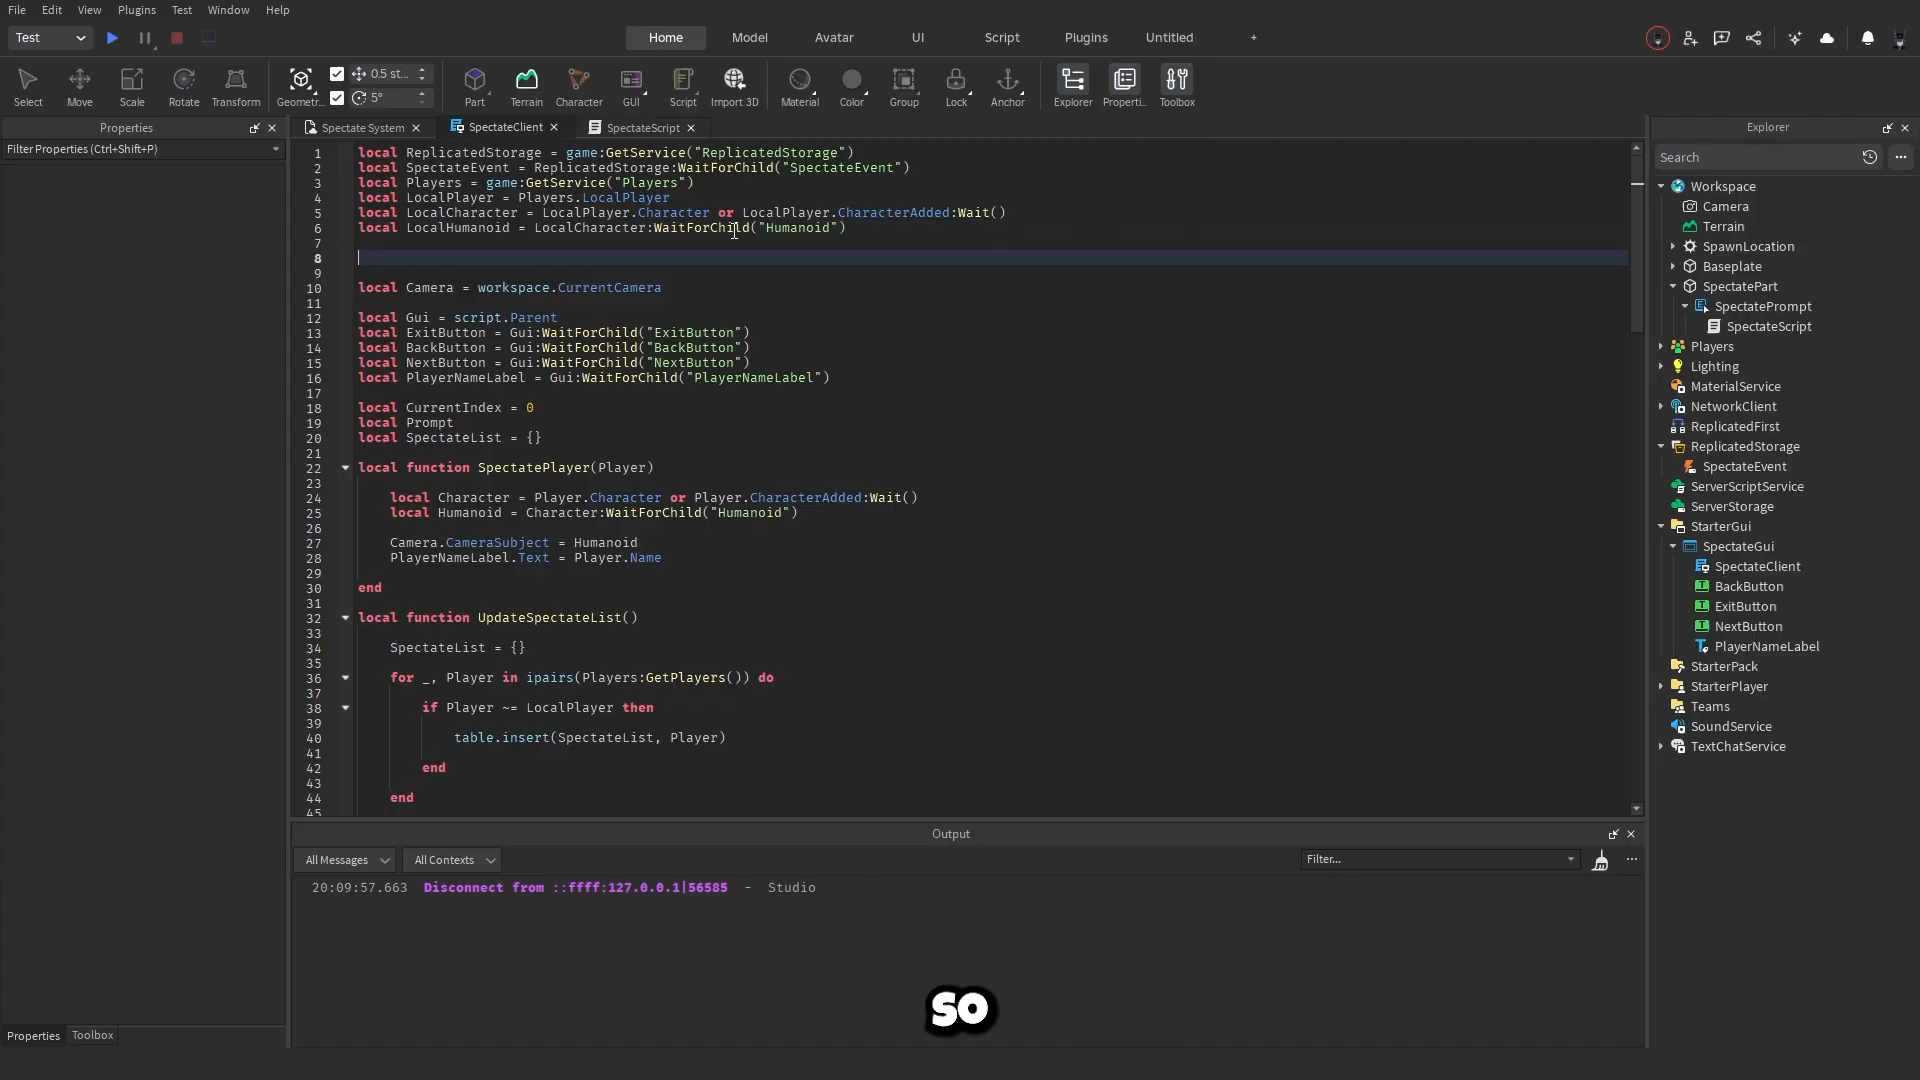 File Edit View Plugins Test Window Help
Test
Home Model Avatar UI Script Plugins Untitled +
Select Move Scale Rotate Transform Geometr... 0.5 st... 5° Part Terrain Character GUI Script Import 3D Material Color Group Lock Anchor Explorer Properti... Toolbox
Properties
Filter Properties (Ctrl+Shift+P)
Spectate System SpectateClient SpectateScript
1 local ReplicatedStorage = game:GetService("ReplicatedStorage")
2 local SpectateEvent = ReplicatedStorage:WaitForChild("SpectateEvent")
3 local Players = game:GetService("Players")
4 local LocalPlayer = Players.LocalPlayer
5 local LocalCharacter = LocalPlayer.Character or LocalPlayer.CharacterAdded:Wait()
6 local LocalHumanoid = LocalCharacter:WaitForChild("Humanoid")
7
8
9
10 local Camera = workspace.CurrentCamera
11
12 local Gui = script.Parent
13 local ExitButton = Gui:WaitForChild("ExitButton")
14 local BackButton = Gui:WaitForChild("BackButton")
15 local NextButton = Gui:WaitForChild("NextButton")
16 local PlayerNameLabel = Gui:WaitForChild("PlayerNameLabel")
17
18 local CurrentIndex = 0
19 local Prompt
20 local SpectateList = {}
21
22 local function SpectatePlayer(Player)
23
24 local Character = Player.Character or Player.CharacterAdded:Wait()
25 local Humanoid = Character:WaitForChild("Humanoid")
26
27 Camera.CameraSubject = Humanoid
28 PlayerNameLabel.Text = Player.Name
29
30 end
31
32 local function UpdateSpectateList()
33
34 SpectateList = {}
35
36 for _, Player in ipairs(Players:GetPlayers()) do
37
38 if Player ~= LocalPlayer then
39
40 table.insert(SpectateList, Player)
41
42 end
43
44 end
45
Output
All Messages All Contexts Filter...
20:09:57.663 Disconnect from ::ffff:127.0.0.1|56585 - Studio
SO
Properties Toolbox
Explorer
Search
Workspace
Camera
Terrain
SpawnLocation
Baseplate
SpectatePart
SpectatePrompt
SpectateScript
Players
Lighting
MaterialService
NetworkClient
ReplicatedFirst
ReplicatedStorage
SpectateEvent
ServerScriptService
ServerStorage
StarterGui
SpectateGui
SpectateClient
BackButton
ExitButton
NextButton
PlayerNameLabel
StarterPack
StarterPlayer
Teams
SoundService
TextChatService